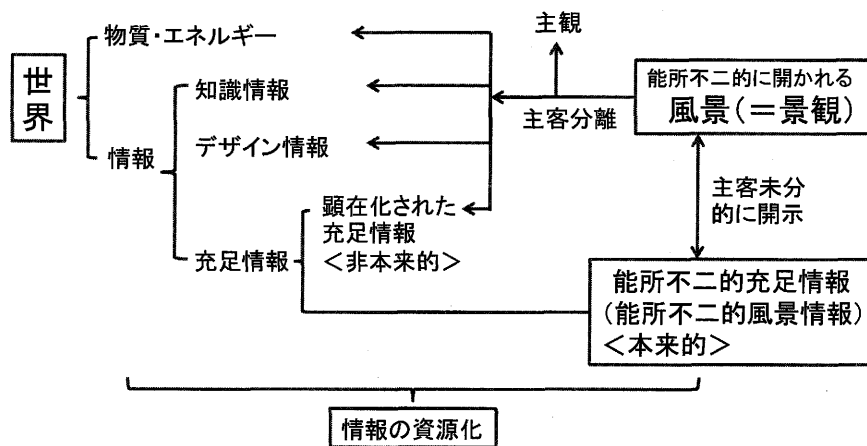 物質・エネルギー
主観
世界
知識情報
能所不二的に開かれる
風景(＝景観)
主客分離
情報
デザイン情報
主客未分
的に開示
顕在化された
充足情報
＜非本来的＞
充足情報
能所不二的充足情報
(能所不二的風景情報)
＜本来的＞
情報の資源化